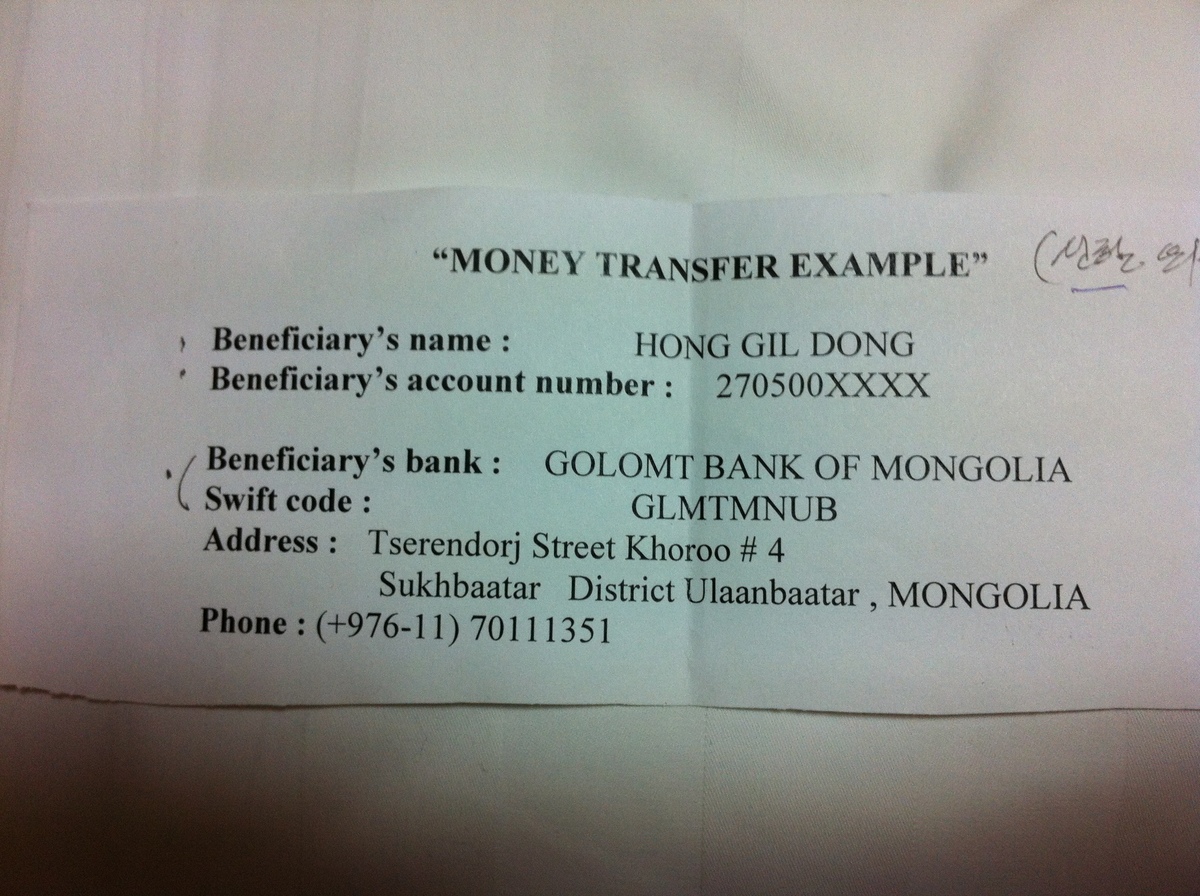 “MONEY TRANSFER EXAMPLE”
Beneficiary’s name : HONG GIL DONG
Beneficiary’s account number : 270500XXXX
Beneficiary’s bank : GOLOMT BANK OF MONGOLIA
Swift code : GLMTMNUB
Address : Tserendorj Street Khoroo # 4
Sukhbaatar District Ulaanbaatar , MONGOLIA
Phone : (+976-11) 70111351